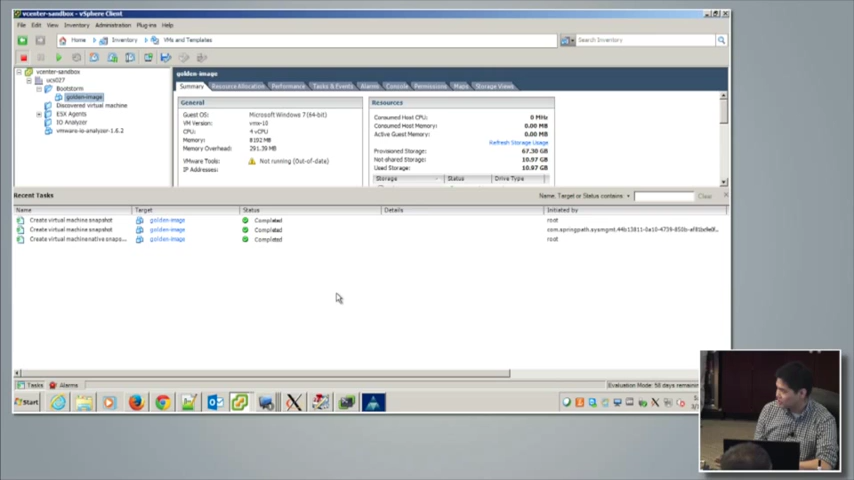 vcenter-sandbox - vSphere Client
File Edit View Inventory Administration Plug-ins Help
Home Inventory VMs and Templates Search Inventory
vcenter-sandbox
ucs027
Bootstorm
golden-image
Discovered virtual machine
ESX Agents
IO Analyzer
vmware-io-analyzer-1.6.2
golden-image
Summary Resource Allocation Performance Tasks & Events Alarms Console Permissions Maps Storage Views
General
Guest OS: Microsoft Windows 7 (64-bit)
VM Version: vmx-10
CPU: 4 vCPU
Memory: 8192 MB
Memory Overhead: 291.39 MB
VMware Tools: Not running (Out-of-date)
IP Addresses:
Resources
Consumed Host CPU: 0 MHz
Consumed Host Memory: 0.00 MB
Active Guest Memory: 0.00 MB
Refresh Storage Usage
Provisioned Storage: 67.30 GB
Not-shared Storage: 10.97 GB
Used Storage: 10.97 GB
Storage Status Drive Type
Recent Tasks
Name, Target or Status contains: Clear
Name Target Status Details Initiated by
Create virtual machine snapshot golden-image Completed root
Create virtual machine snapshot golden-image Completed
Create virtual machine native snaps... golden-image Completed root
Tasks Alarms
Evaluation Mode: 58 days remain
Start